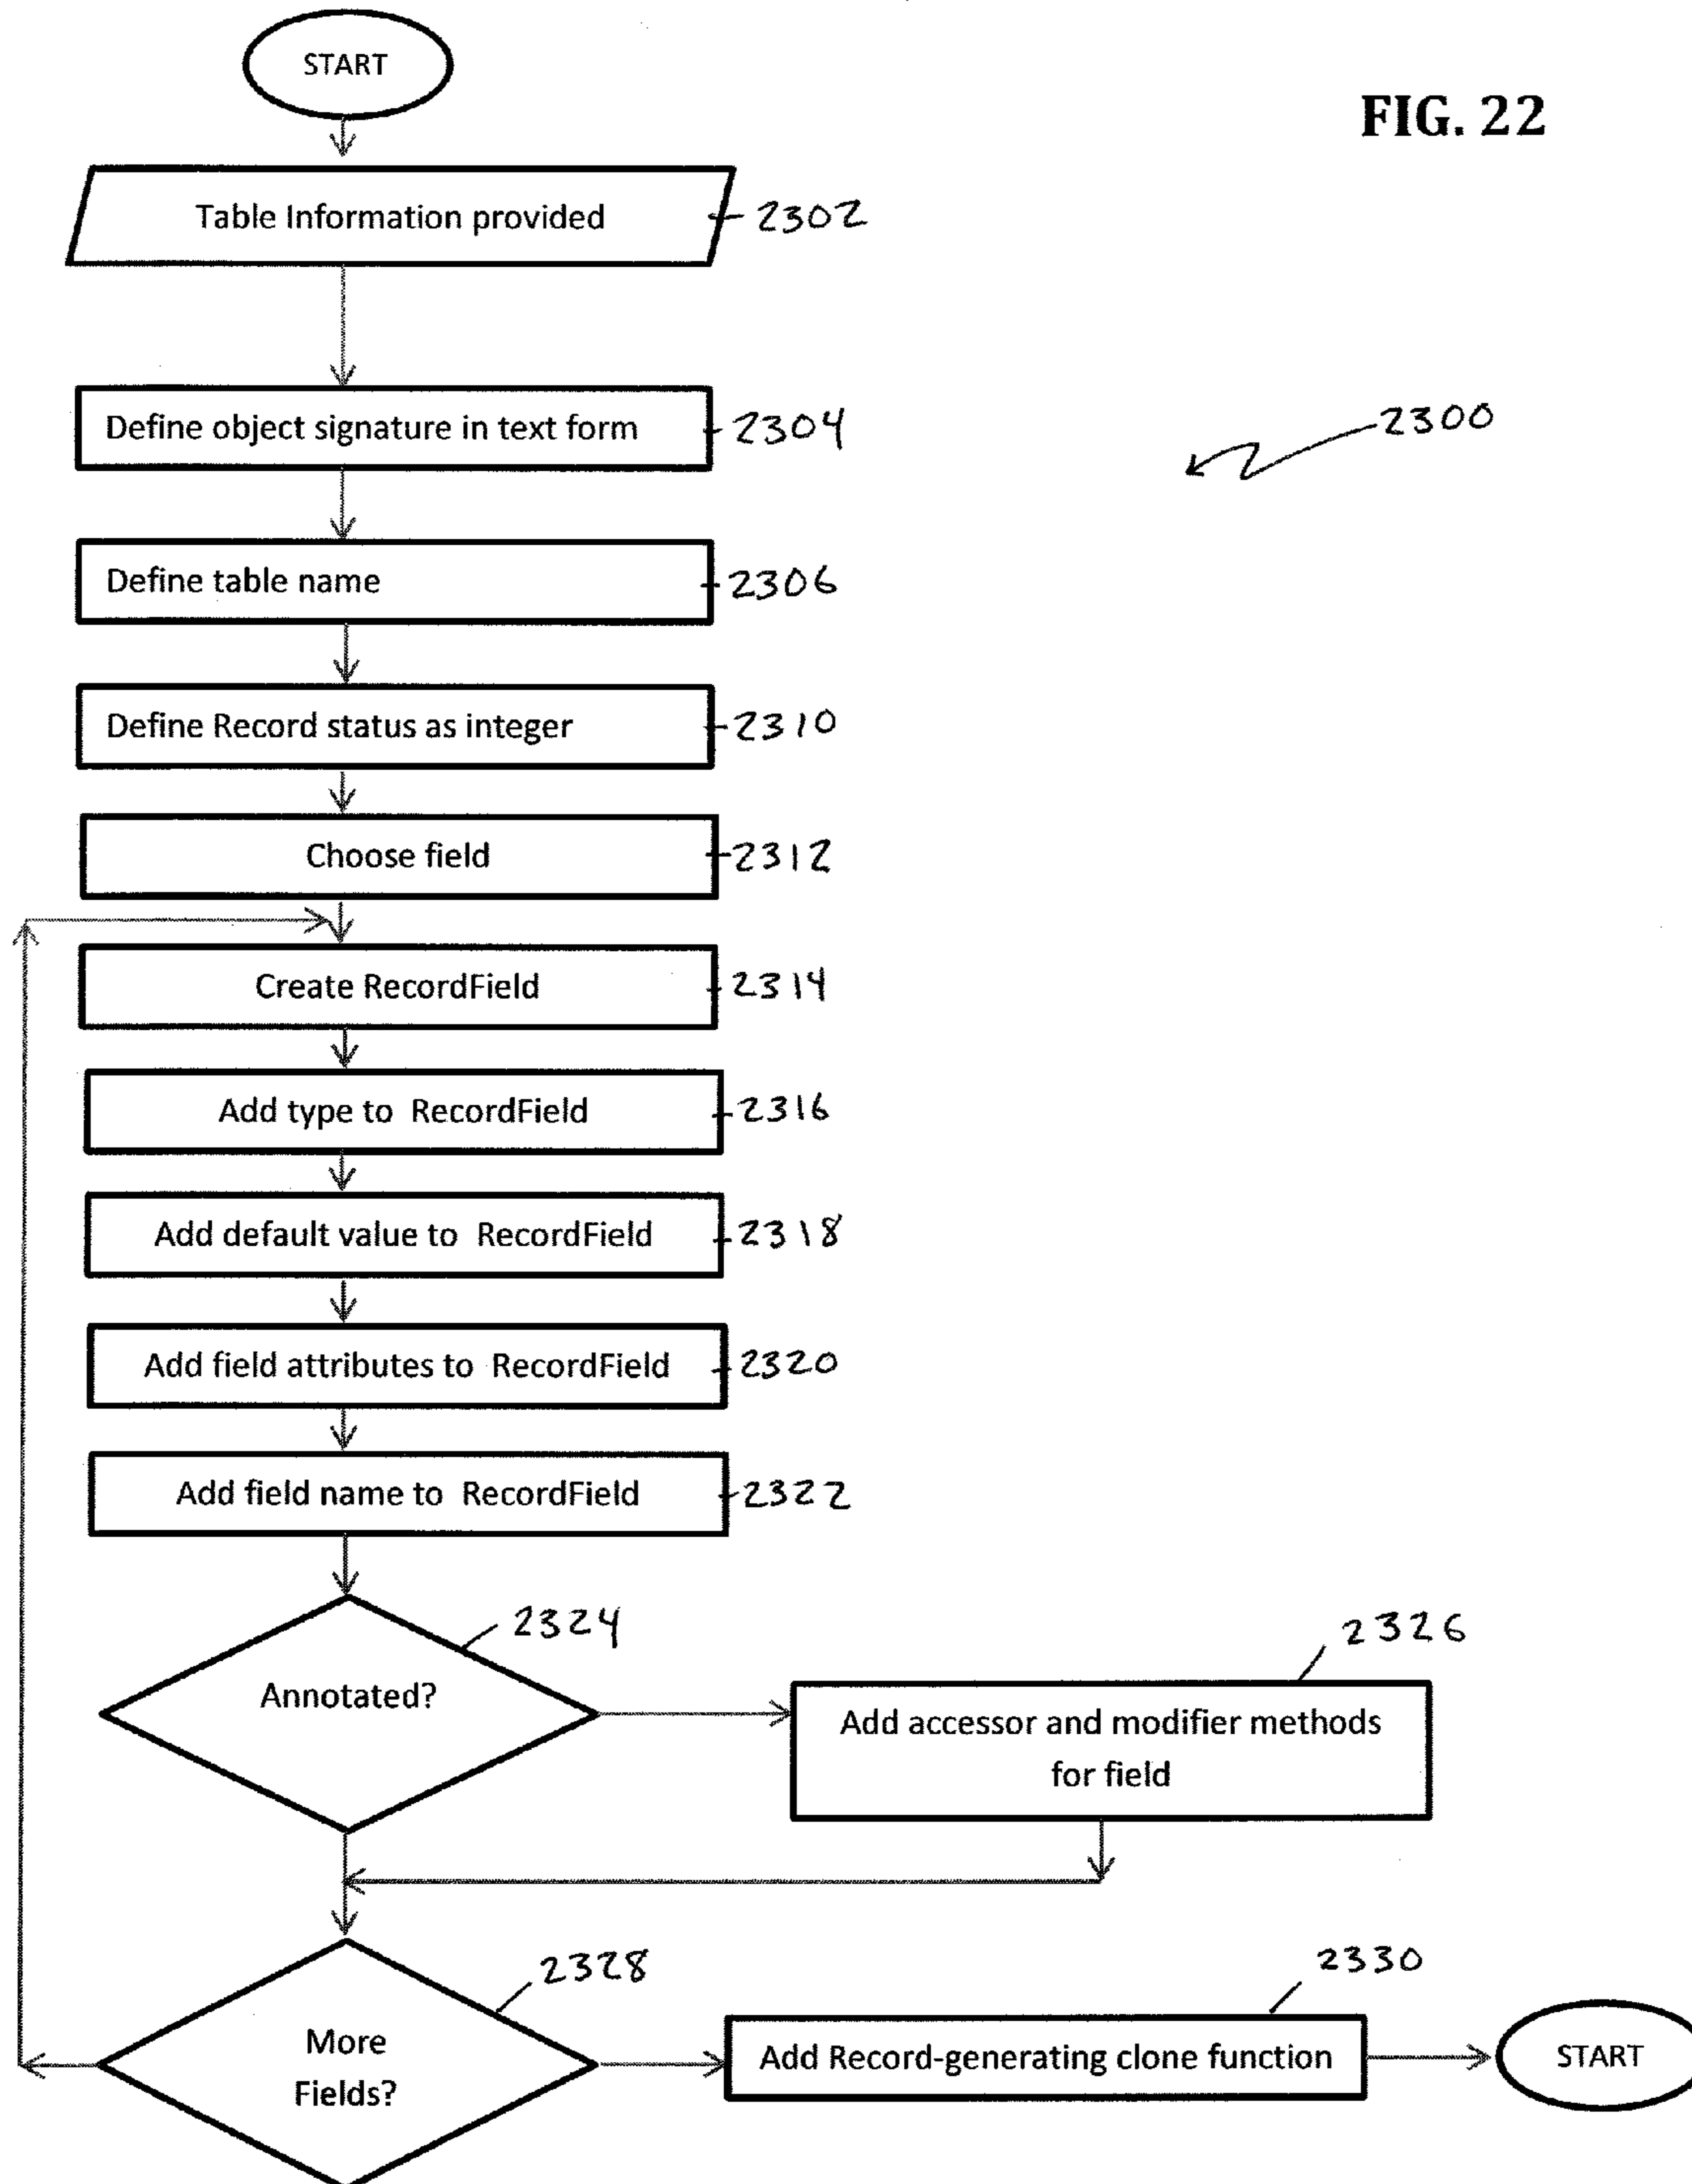 START
FIG. 22
Table Information provided
2302
Define object signature in text form
2304
2300
Define table name
2306
Define Record status as integer
2310
Choose field
2312
Create RecordField
2314
Add type to RecordField
2316
Add default value to RecordField
2318
Add field attributes to RecordField
2320
Add field name to RecordField
2322
2324
Annotated?
2326
Add accessor and modifier methods
for field
2328
More
Fields?
2330
Add Record-generating clone function
START